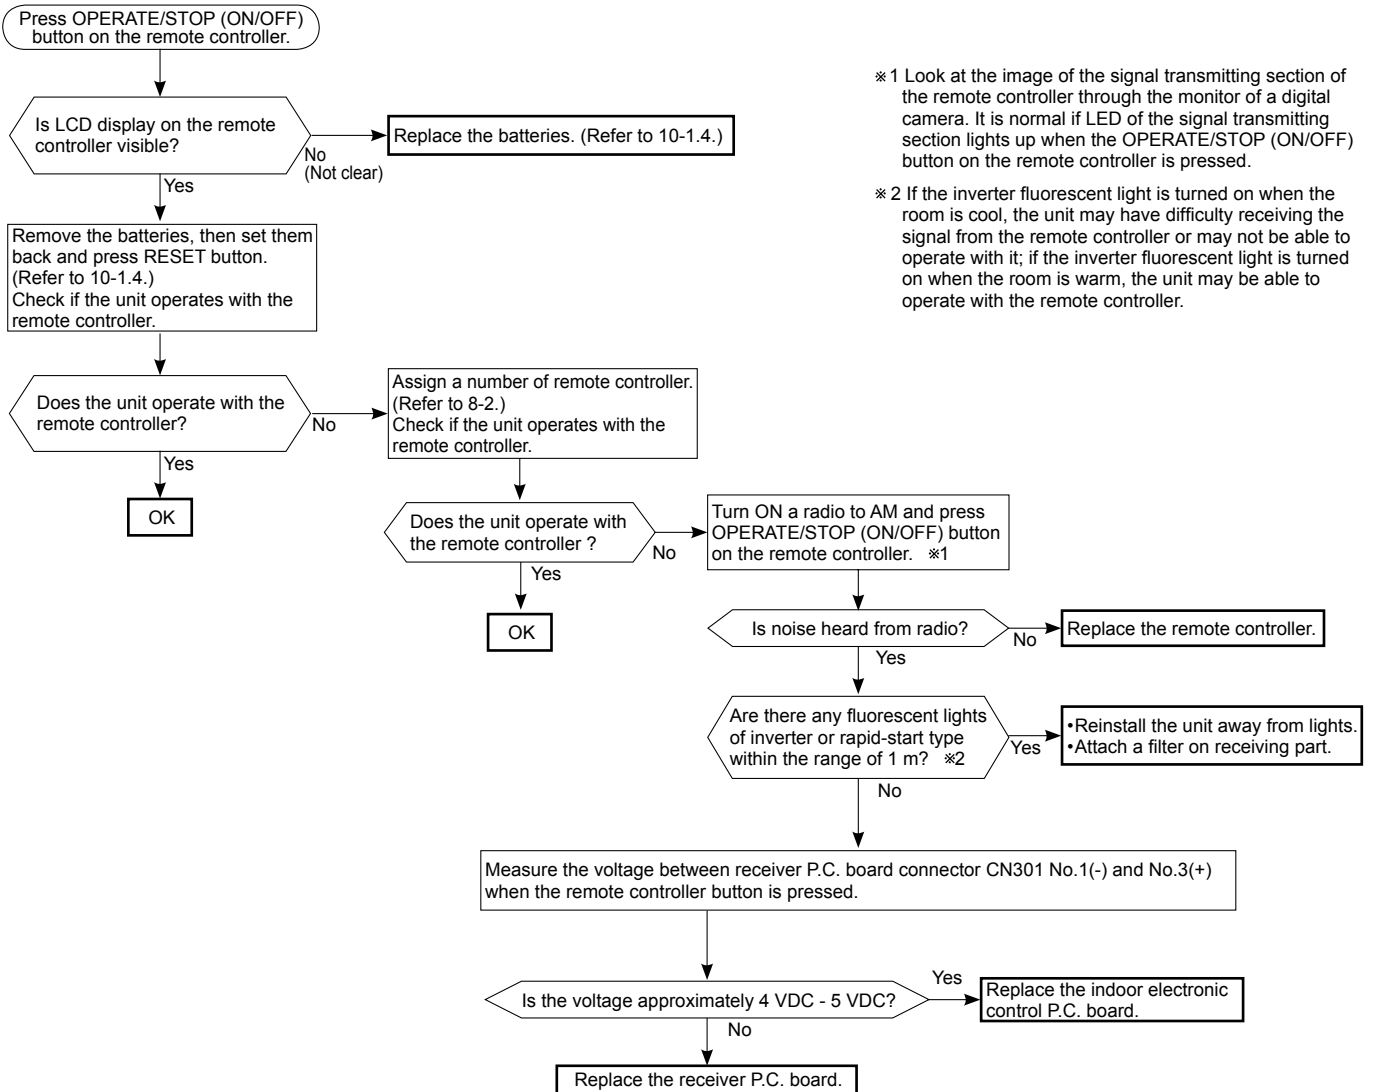 Press OPERATE/STOP (ON/OFF)
button on the remote controller.
Is LCD display on the remote
controller visible?
No
(Not clear)
Replace the batteries. (Refer to 10-1.4.)
Yes
Remove the batteries, then set them
back and press RESET button.
(Refer to 10-1.4.)
Check if the unit operates with the
remote controller.
Does the unit operate with the
remote controller?
No
Yes
OK
Assign a number of remote controller.
(Refer to 8-2.)
Check if the unit operates with the
remote controller.
Does the unit operate with
the remote controller ?
No
Yes
OK
Turn ON a radio to AM and press
OPERATE/STOP (ON/OFF) button
on the remote controller. ※1
Is noise heard from radio?
No
Replace the remote controller.
Yes
Are there any fluorescent lights
of inverter or rapid-start type
within the range of 1 m? ※2
Yes
•Reinstall the unit away from lights.
•Attach a filter on receiving part.
No
Measure the voltage between receiver P.C. board connector CN301 No.1(-) and No.3(+)
when the remote controller button is pressed.
Is the voltage approximately 4 VDC - 5 VDC?
Yes
Replace the indoor electronic
control P.C. board.
No
Replace the receiver P.C. board.
※1 Look at the image of the signal transmitting section of
the remote controller through the monitor of a digital
camera. It is normal if LED of the signal transmitting
section lights up when the OPERATE/STOP (ON/OFF)
button on the remote controller is pressed.
※2 If the inverter fluorescent light is turned on when the
room is cool, the unit may have difficulty receiving the
signal from the remote controller or may not be able to
operate with it; if the inverter fluorescent light is turned
on when the room is warm, the unit may be able to
operate with the remote controller.